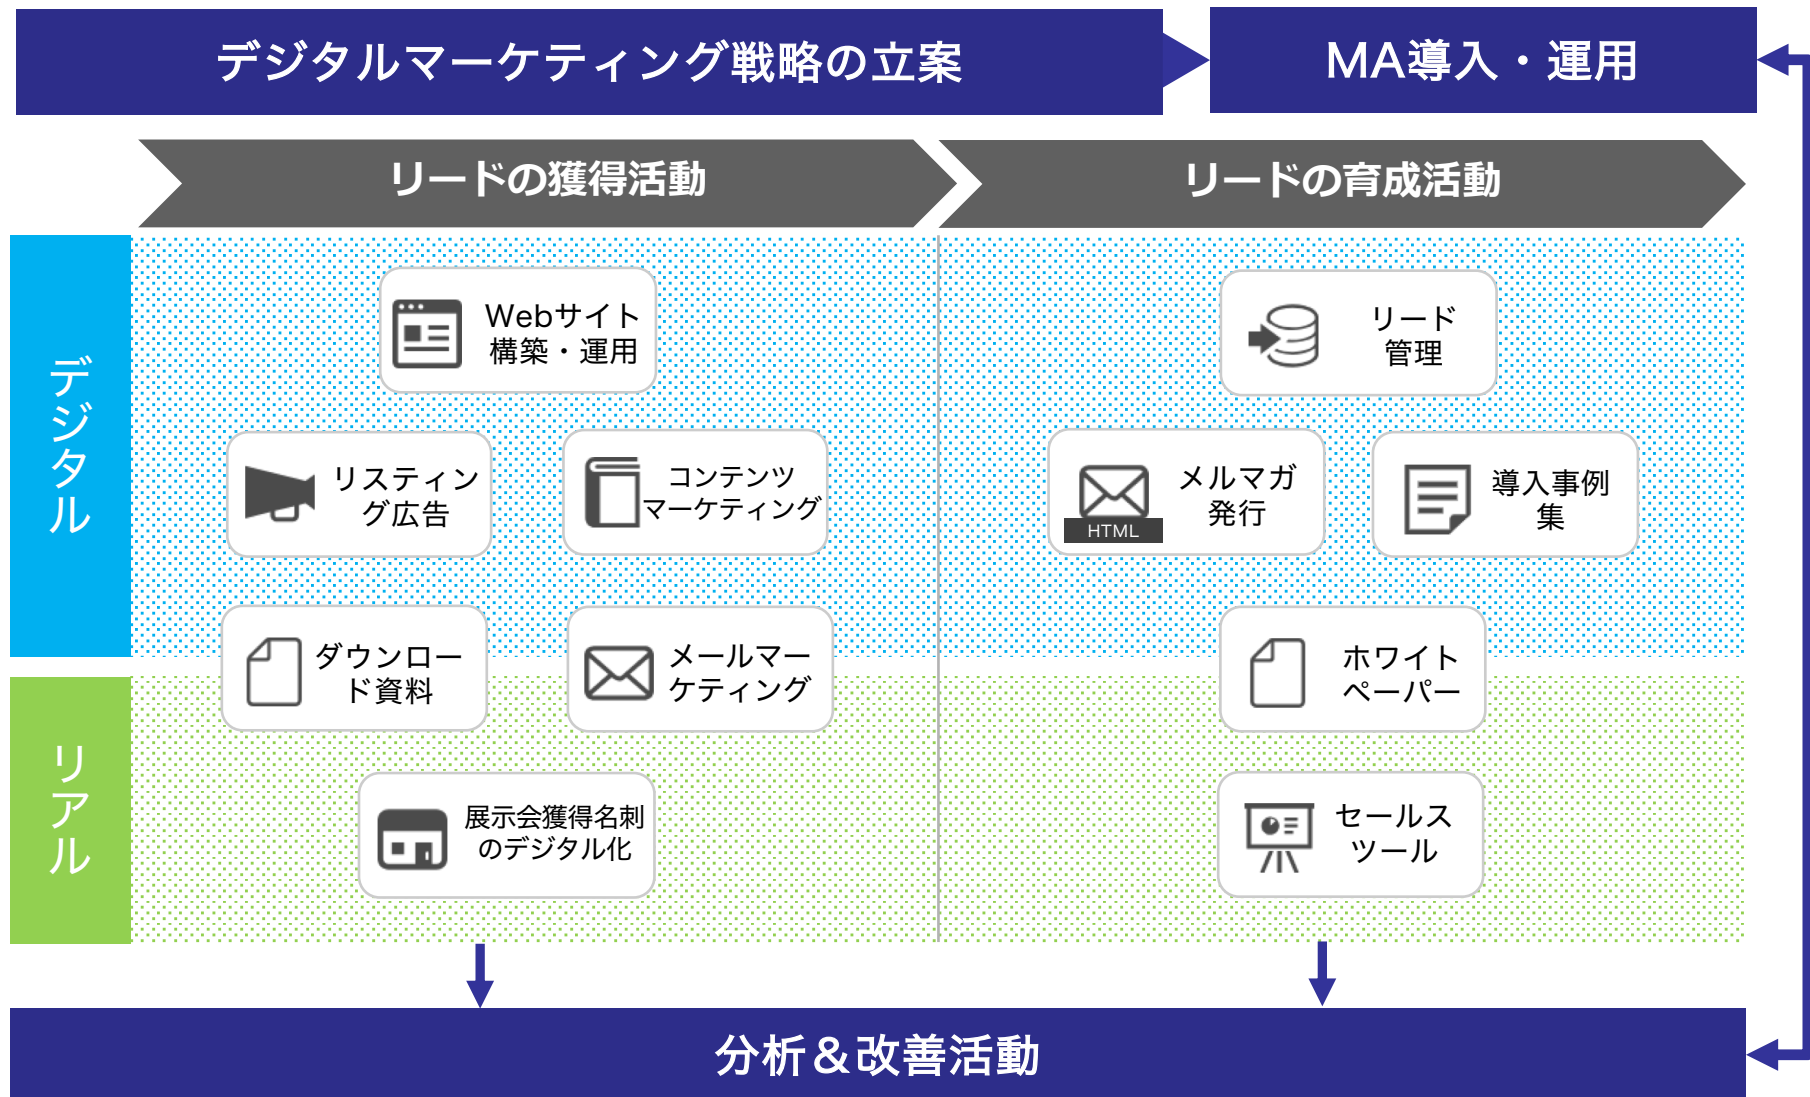 デジタルマーケティング戦略の立案
MA導入・運用
リードの獲得活動
リードの育成活動
デジタル
Webサイト
構築・運用
リード
管理
リスティン
グ広告
コンテンツ
マーケティング
HTML
メルマガ
発行
導入事例
集
ダウンロー
ド資料
メールマー
ケティング
ホワイト
ペーパー
リアル
展示会獲得名刺
のデジタル化
セールス
ツール
分析＆改善活動